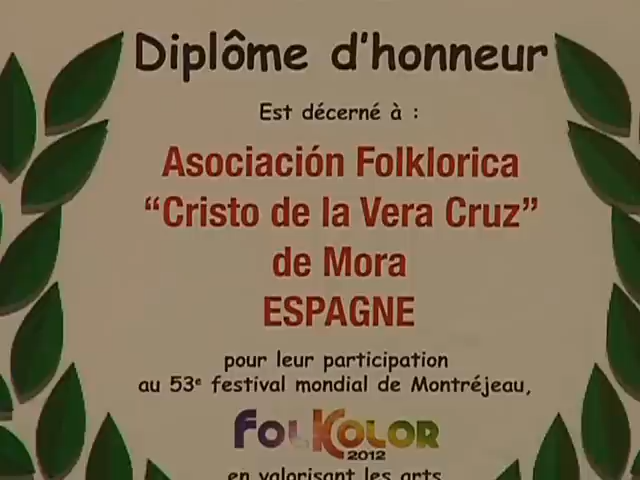 Diplôme d'honneur
Est décerné à :
Asociación Folklorica
“Cristo de la Vera Cruz”
de Mora
ESPAGNE
pour leur participation
au 53e festival mondial de Montréjeau,
FOLKOLOR
2012
en valorisant les arts